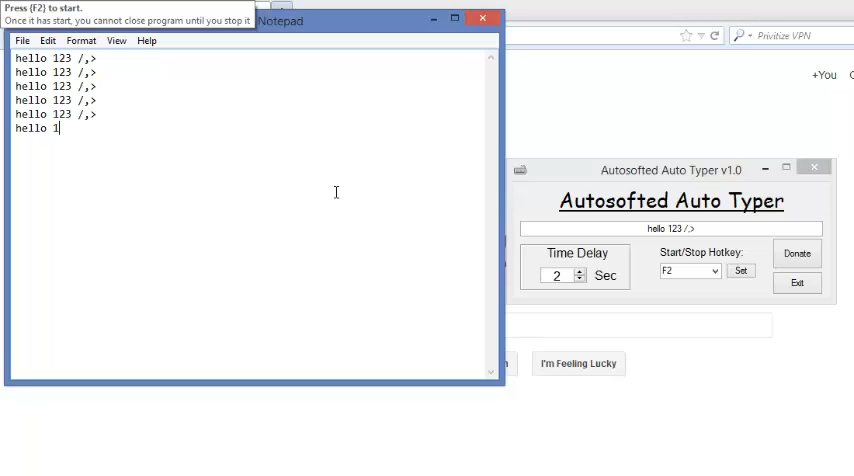 Press {F2} to start.
Once it has start, you cannot close program until you stop it
Notepad
File Edit Format View Help
hello 123 /,>
hello 123 /,>
hello 123 /,>
hello 123 /,>
hello 123 /,>
hello 1
Privitize VPN
+You
Autosofted Auto Typer v1.0
Autosofted Auto Typer
hello 123 /,>
Time Delay
2 Sec
Start/Stop Hotkey:
F2 Set
Donate
Exit
I'm Feeling Lucky